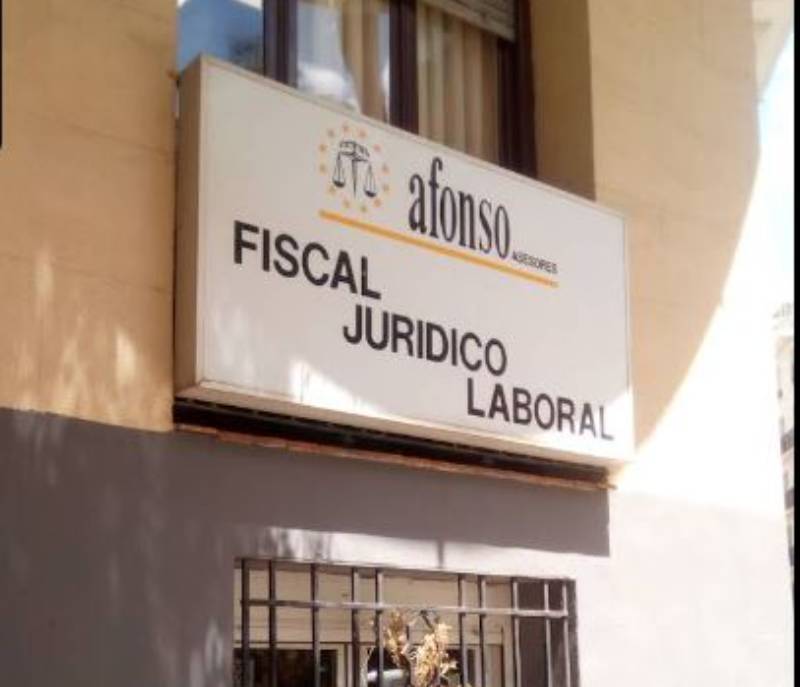 afonso
ASESORES
FISCAL
JURIDICO
LABORAL